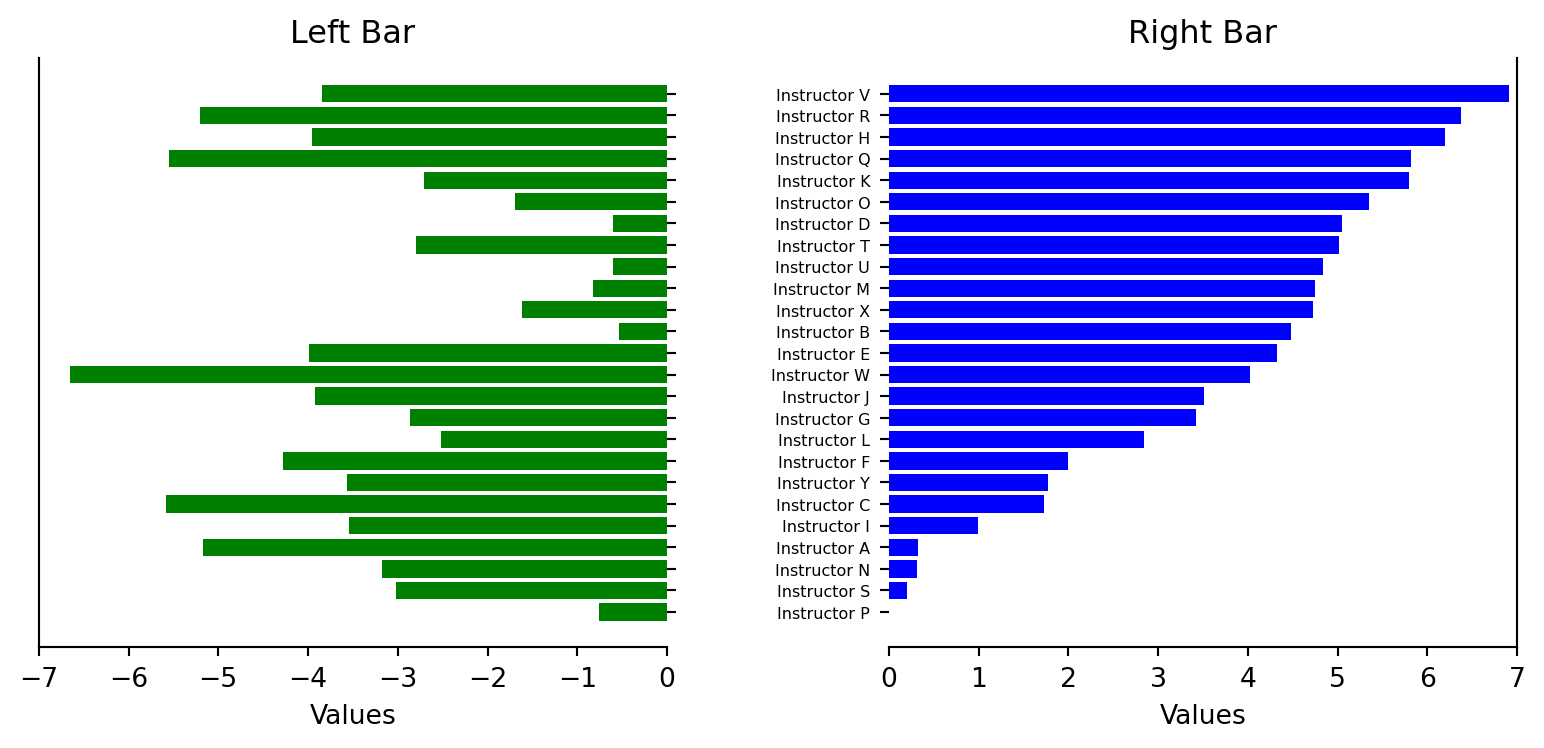 Left Bar
Right Bar
Instructor V
Instructor R
Instructor H
Instructor Q
Instructor K
Instructor O
Instructor D
Instructor T
Instructor U
Instructor M
Instructor X
Instructor B
Instructor E
Instructor W
Instructor J
Instructor G
Instructor L
Instructor F
Instructor Y
Instructor C
Instructor I
Instructor A
Instructor N
Instructor S
Instructor P
−7 −6 −5 −4 −3 −2 −1 0
0 1 2 3 4 5 6 7
Values
Values